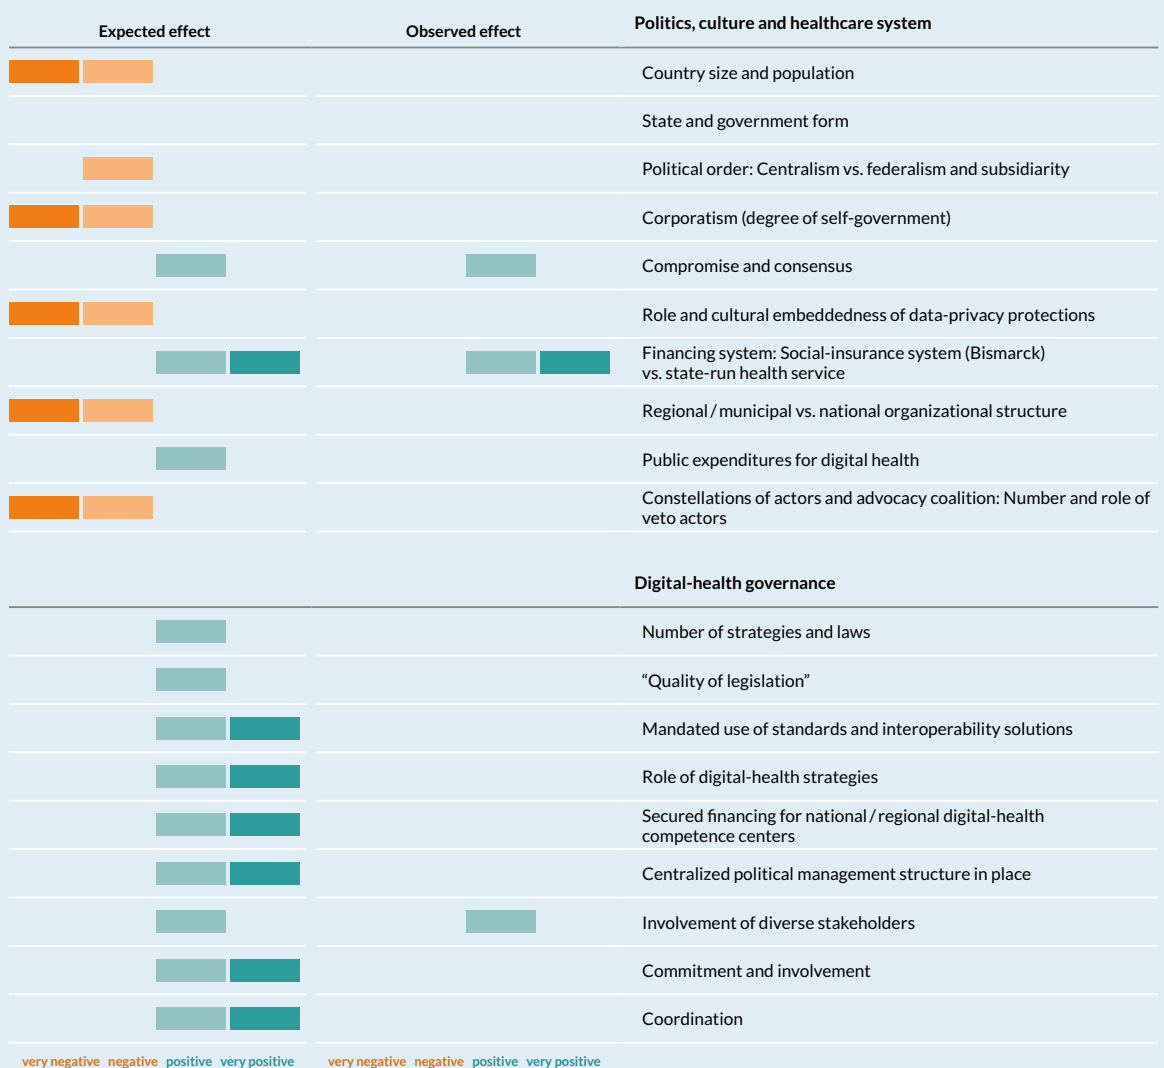 Expected effect
Observed effect
Politics, culture and healthcare system
Country size and population
State and government form
Political order: Centralism vs. federalism and subsidiarity
Corporatism (degree of self-government)
Compromise and consensus
Role and cultural embeddedness of data-privacy protections
Financing system: Social-insurance system (Bismarck)
vs. state-run health service
Regional / municipal vs. national organizational structure
Public expenditures for digital health
Constellations of actors and advocacy coalition: Number and role of
veto actors
Digital-health governance
Number of strategies and laws
“Quality of legislation”
Mandated use of standards and interoperability solutions
Role of digital-health strategies
Secured financing for national / regional digital-health
competence centers
Centralized political management structure in place
Involvement of diverse stakeholders
Commitment and involvement
Coordination
very negative negative positive very positive
very negative negative positive very positive